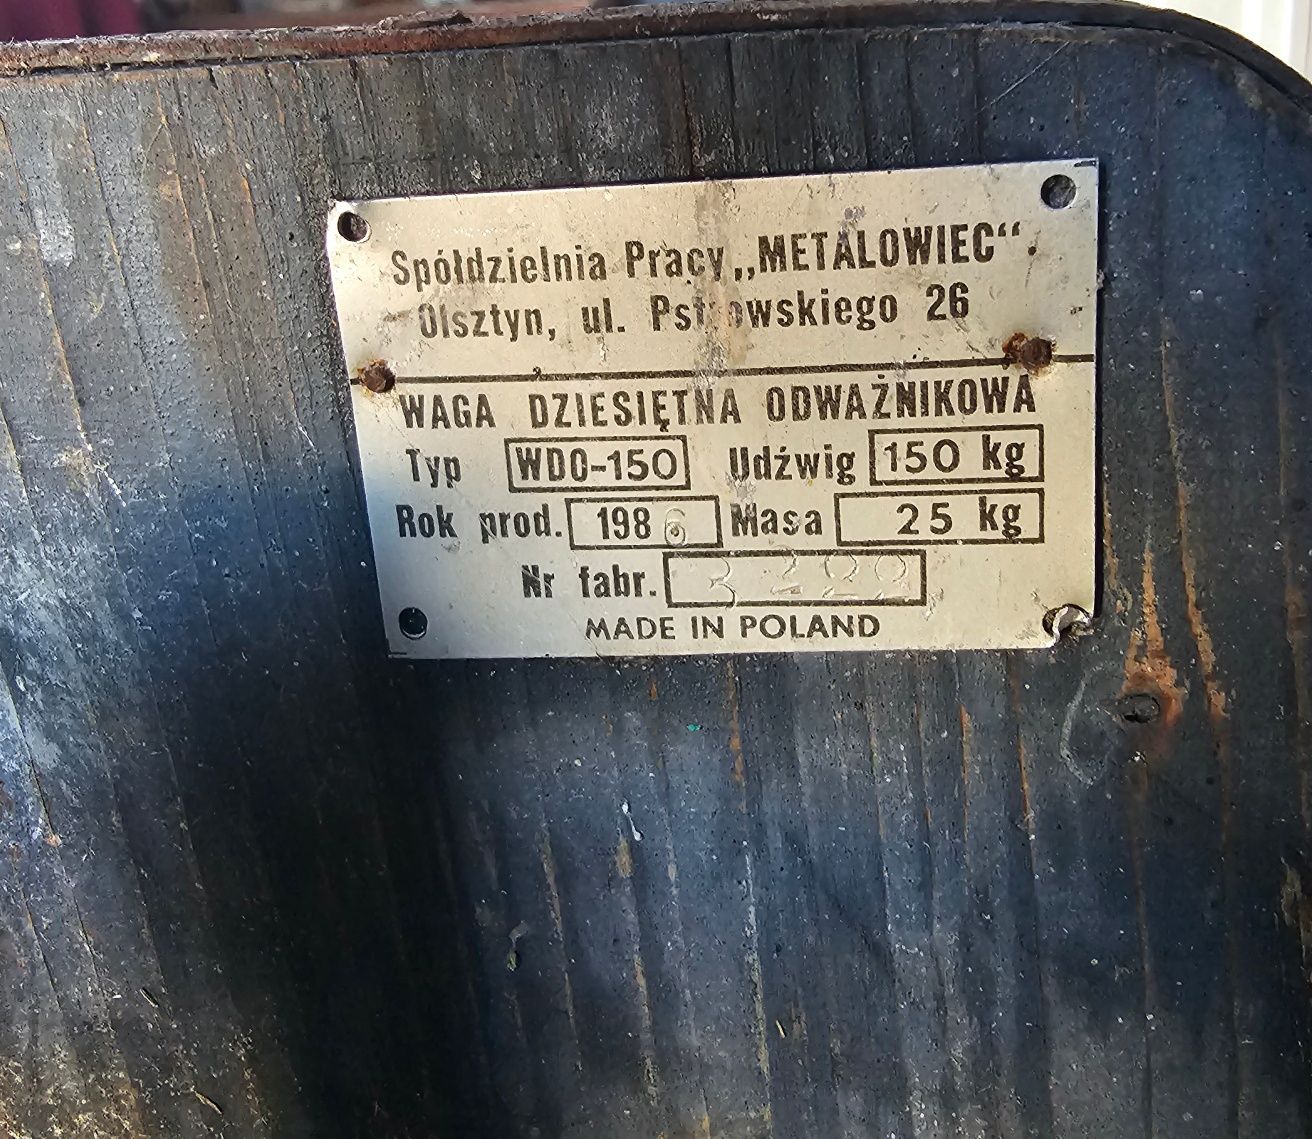 Spółdzielnia Pracy „METALOWIEC“.
Olsztyn, ul. Pstrowskiego 26
WAGA DZIESIĘTNA ODWAŻNIKOWA
Typ WDO-150 Udźwig 150 kg
Rok prod. 1986 Masa 25 kg
Nr fabr.
MADE IN POLAND